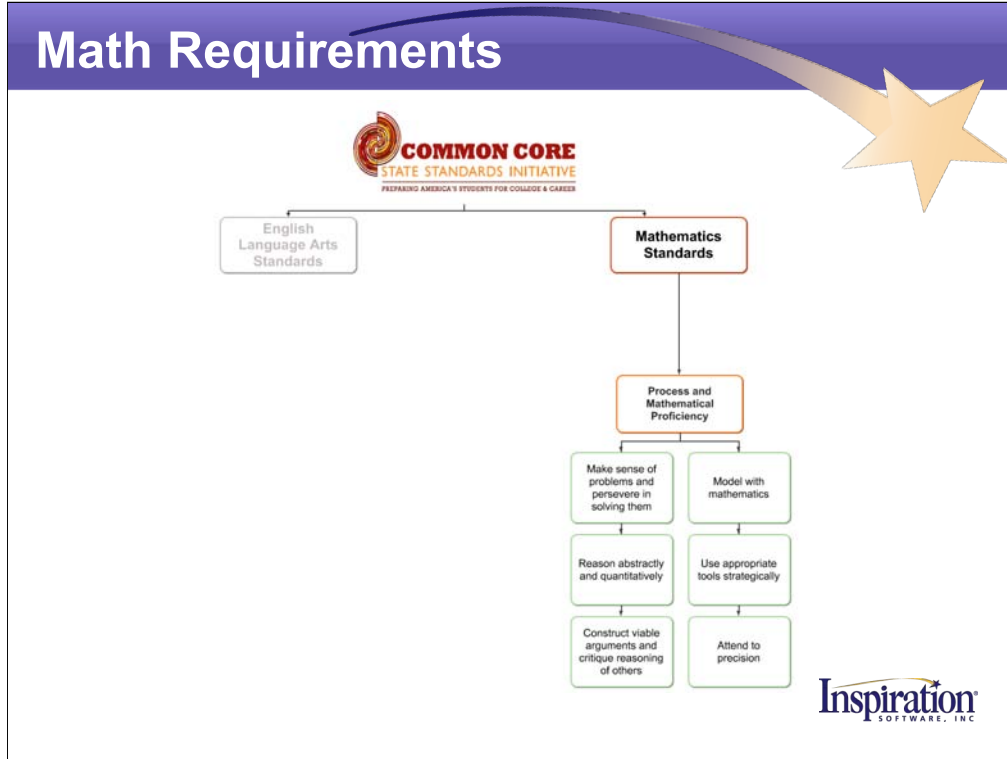 Math Requirements
COMMON CORE
STATE STANDARDS INITIATIVE
PREPARING AMERICA'S STUDENTS FOR COLLEGE & CAREER
English
Language Arts
Standards
Mathematics
Standards
Process and
Mathematical
Proficiency
Make sense of
problems and
persevere in
solving them
Reason abstractly
and quantitatively
Construct viable
arguments and
critique reasoning
of others
Model with
mathematics
Use appropriate
tools strategically
Attend to
precision
Inspiration®
SOFTWARE, INC